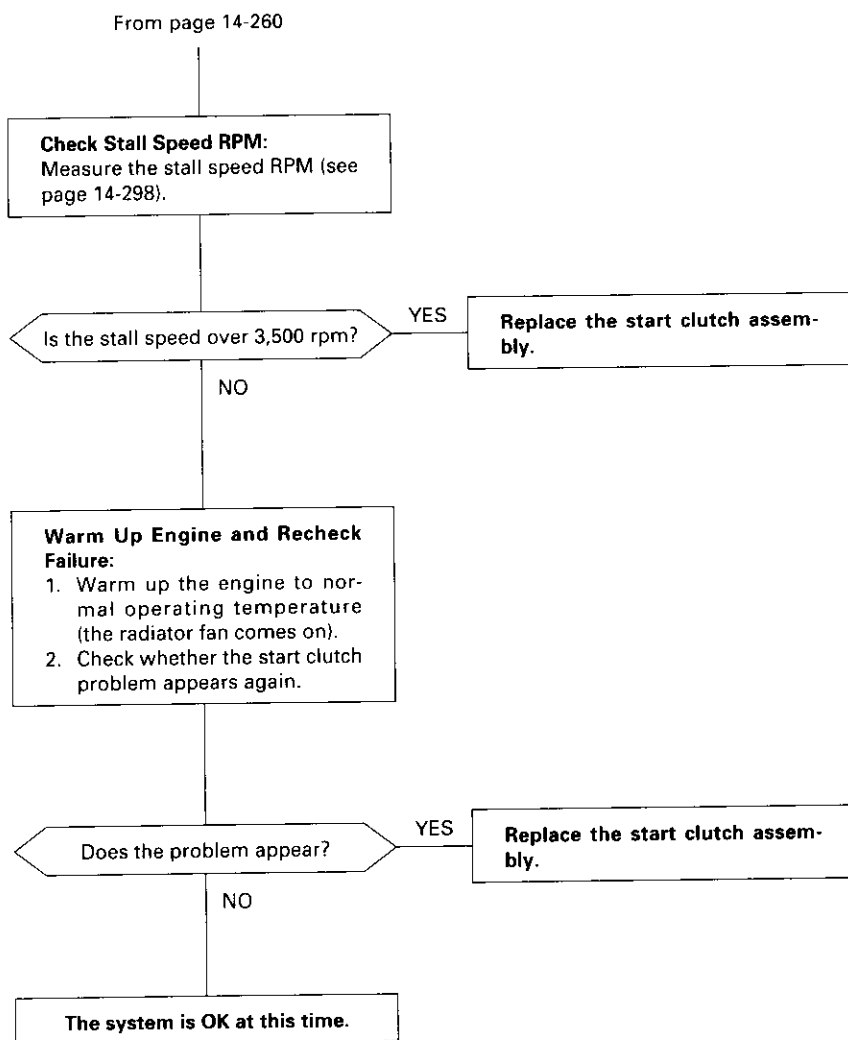 From page 14-260
Check Stall Speed RPM:
Measure the stall speed RPM (see
page 14-298).
Is the stall speed over 3,500 rpm?
YES
Replace the start clutch assem-
bly.
NO
Warm Up Engine and Recheck
Failure:
1. Warm up the engine to nor-
mal operating temperature
(the radiator fan comes on).
2. Check whether the start clutch
problem appears again.
Does the problem appear?
YES
Replace the start clutch assem-
bly.
NO
The system is OK at this time.